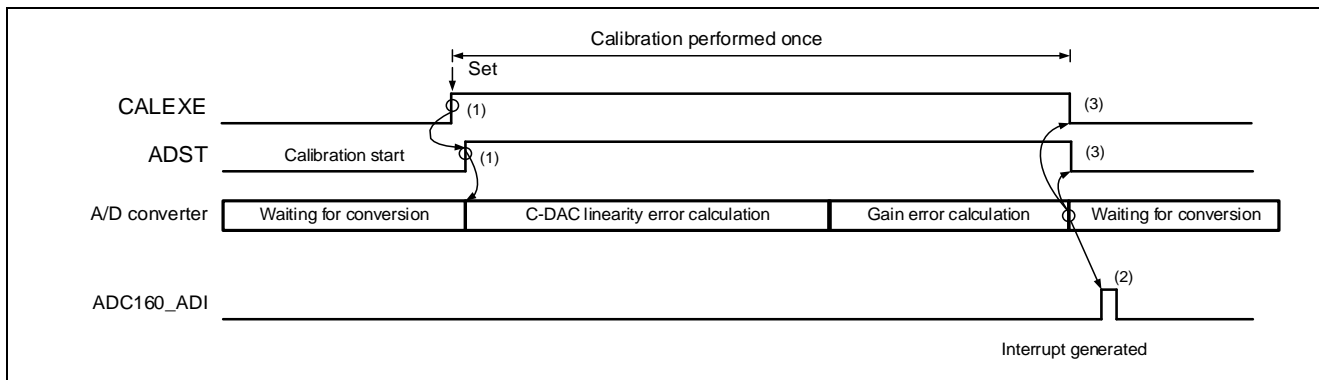 Calibration performed once
Set
CALEXE
(1)
(3)
ADST
Calibration start
(1)
(3)
A/D converter
Waiting for conversion
C-DAC linearity error calculation
Gain error calculation
Waiting for conversion
ADC160_ADI
(2)
Interrupt generated